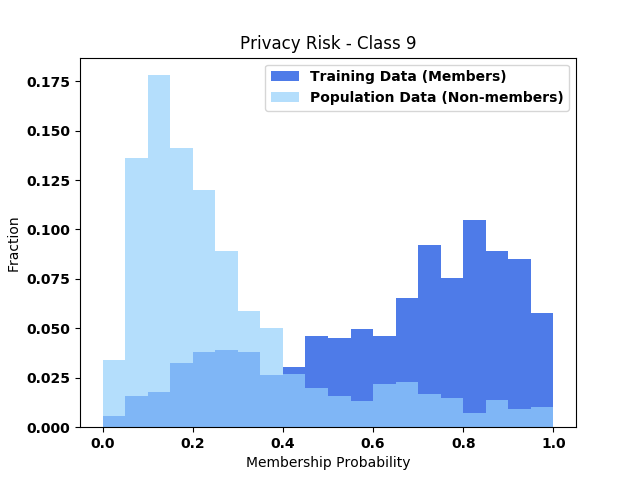 Privacy Risk - Class 9
Training Data (Members)
Population Data (Non-members)
Fraction
0.175
0.150
0.125
0.100
0.075
0.050
0.025
0.000
0.0 0.2 0.4 0.6 0.8 1.0
Membership Probability